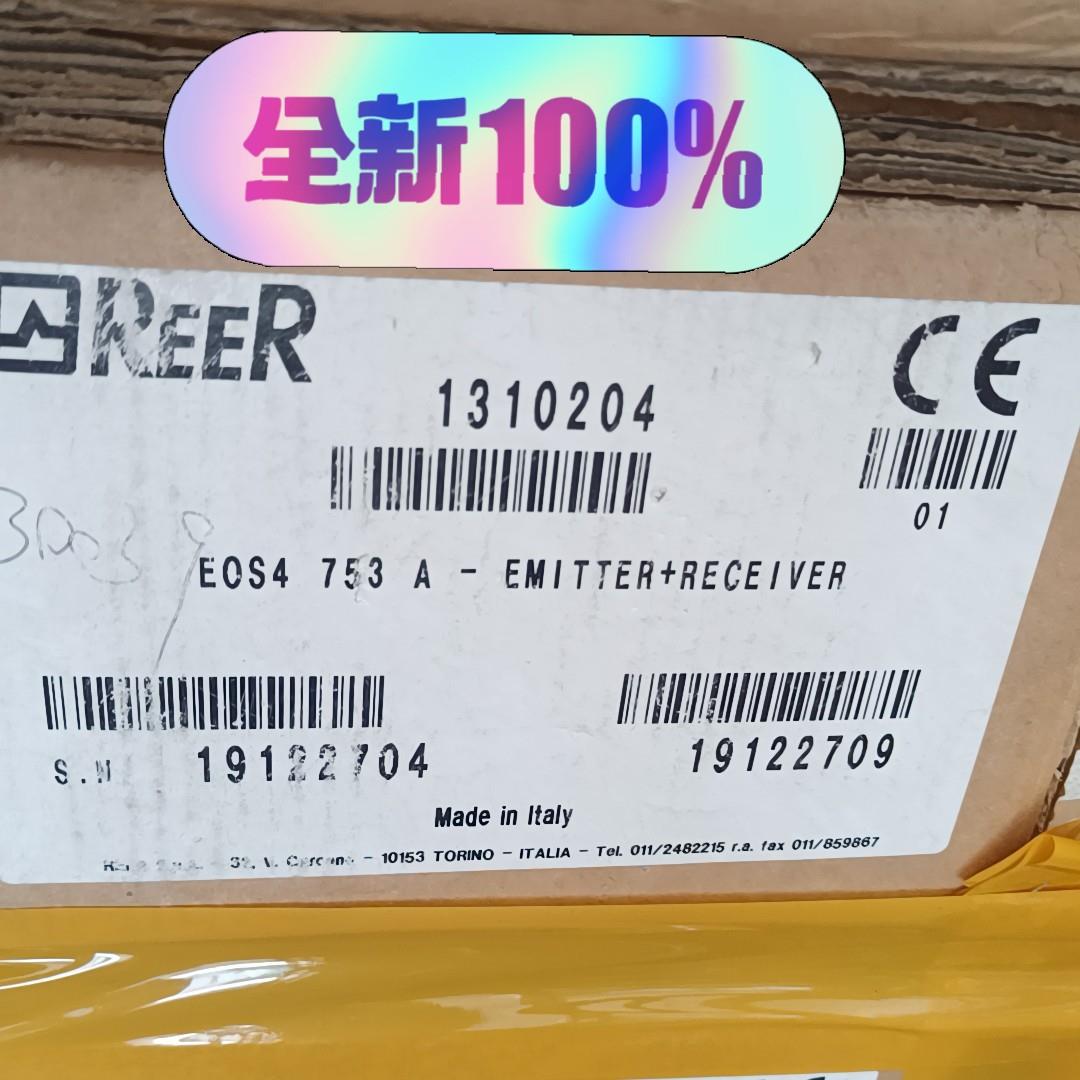 全新100%
REER
CE
1310204
01
EOS4 753 A - EMITTER+RECEIVER
S.N 19122704
19122709
Made in Italy
32, V. - 10153 TORINO - ITALIA - Tel. 011/2482215 r.a. fax 011/859867